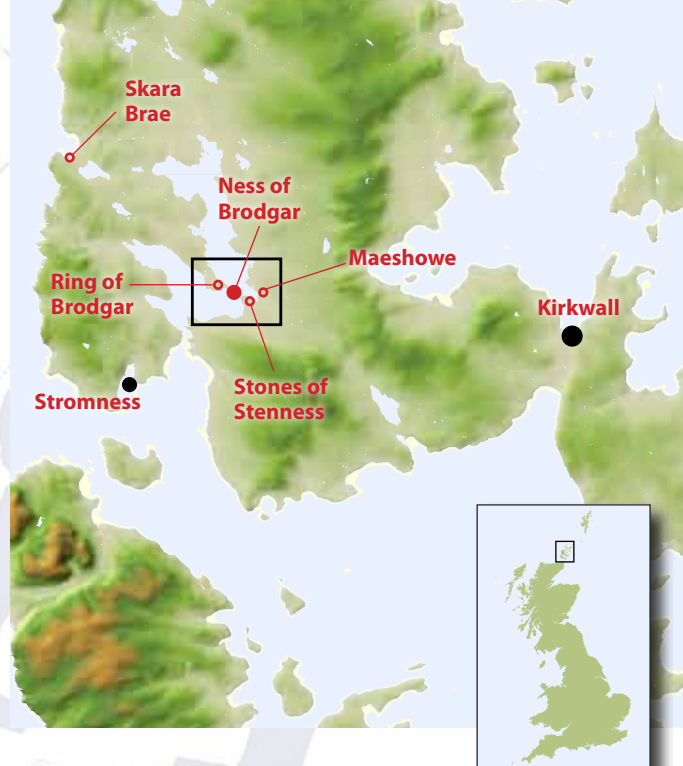 Skara
Brae
Ness of
Brodgar
Maeshowe
Ring of
Brodgar
Kirkwall
Stones of
Stenness
Stromness